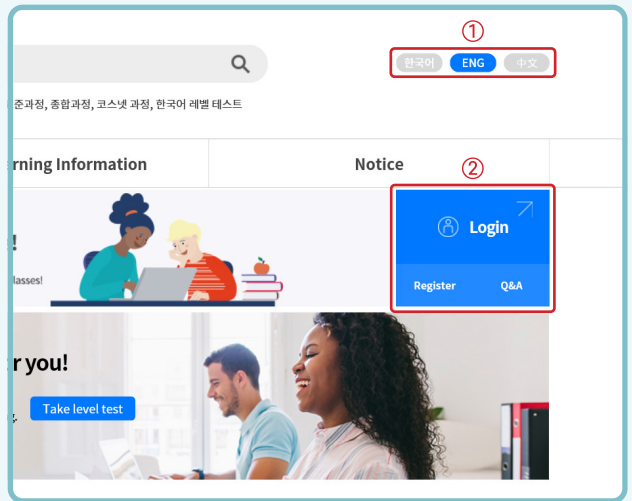 ①
한국어 ENG 中文
준과정, 종합과정, 코스넷 과정, 한국어 레벨 테스트
rning Information Notice
②
!
Login
lasses!
Register Q&A
r you!
Take level test